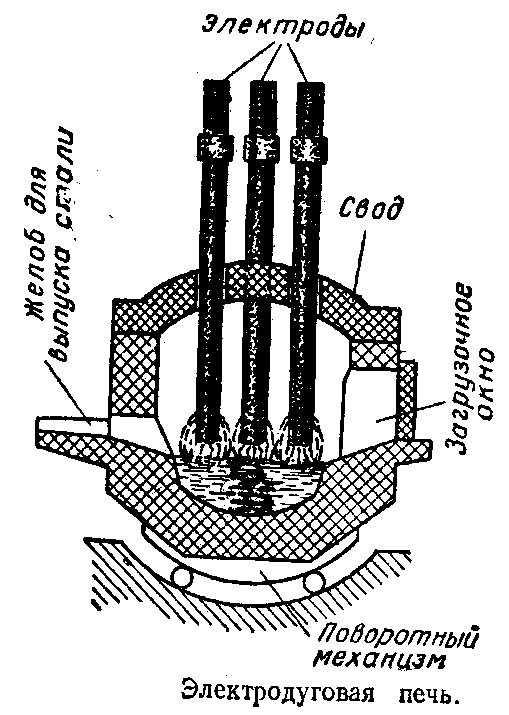 Электроды
Желоб для
выпуска стали
Свод
Загрузочное
окно
Поворотный
механизм
Электродуговая печь.